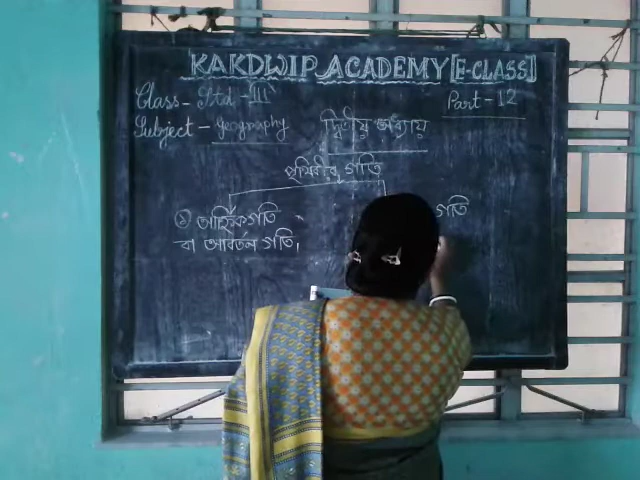 KAKDWIP ACADEMY [E-CLASS]
Class - Std - III
Part - 12
Subject - Geography
দ্বিতীয় অধ্যায়
পৃথিবীর গতি
① আহ্নিকগতি
গতি
বা আবর্তন গতি।